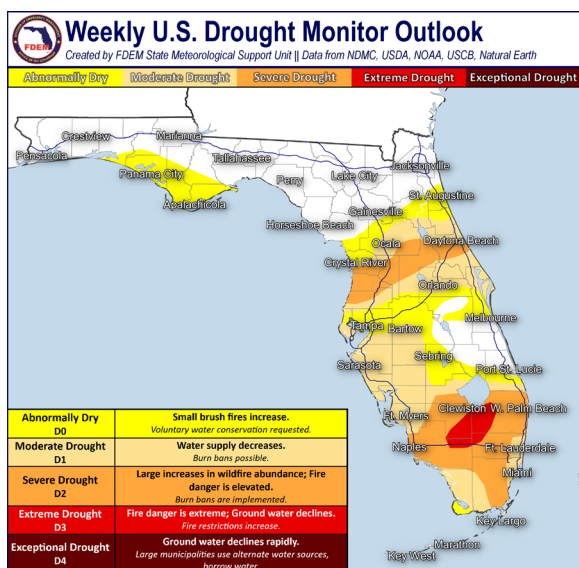 Weekly U.S. Drought Monitor Outlook
Created by FDEM State Meteorological Support Unit || Data from NDMC, USDA, NOAA, USCB, Natural Earth
FDEM
Abnormally Dry Moderate Drought Severe Drought Extreme Drought Exceptional Drought
Crestview
Marianna
Pensacola
Tallahassee
Jacksonville
Panama City
Lake City
Perry
St. Augustine
Apalachicola
Gainesville
Horseshoe Beach
Ocala
Daytona Beach
Crystal River
Orlando
Melbourne
Tampa
Bartow
Sebring
Sarasota
Port St. Lucie
Clewiston
W. Palm Beach
Ft. Myers
Naples
Ft. Lauderdale
Miami
Key Largo
Marathon
Key West
Abnormally Dry
D0
Small brush fires increase.
Voluntary water conservation requested.
Moderate Drought
D1
Water supply decreases.
Burn bans possible.
Severe Drought
D2
Large increases in wildfire abundance; Fire
danger is elevated.
Burn bans are implemented.
Extreme Drought
D3
Fire danger is extreme; Ground water declines.
Fire restrictions increase.
Exceptional Drought
D4
Ground water declines rapidly.
Large municipalities use alternate water sources,
borrow water.